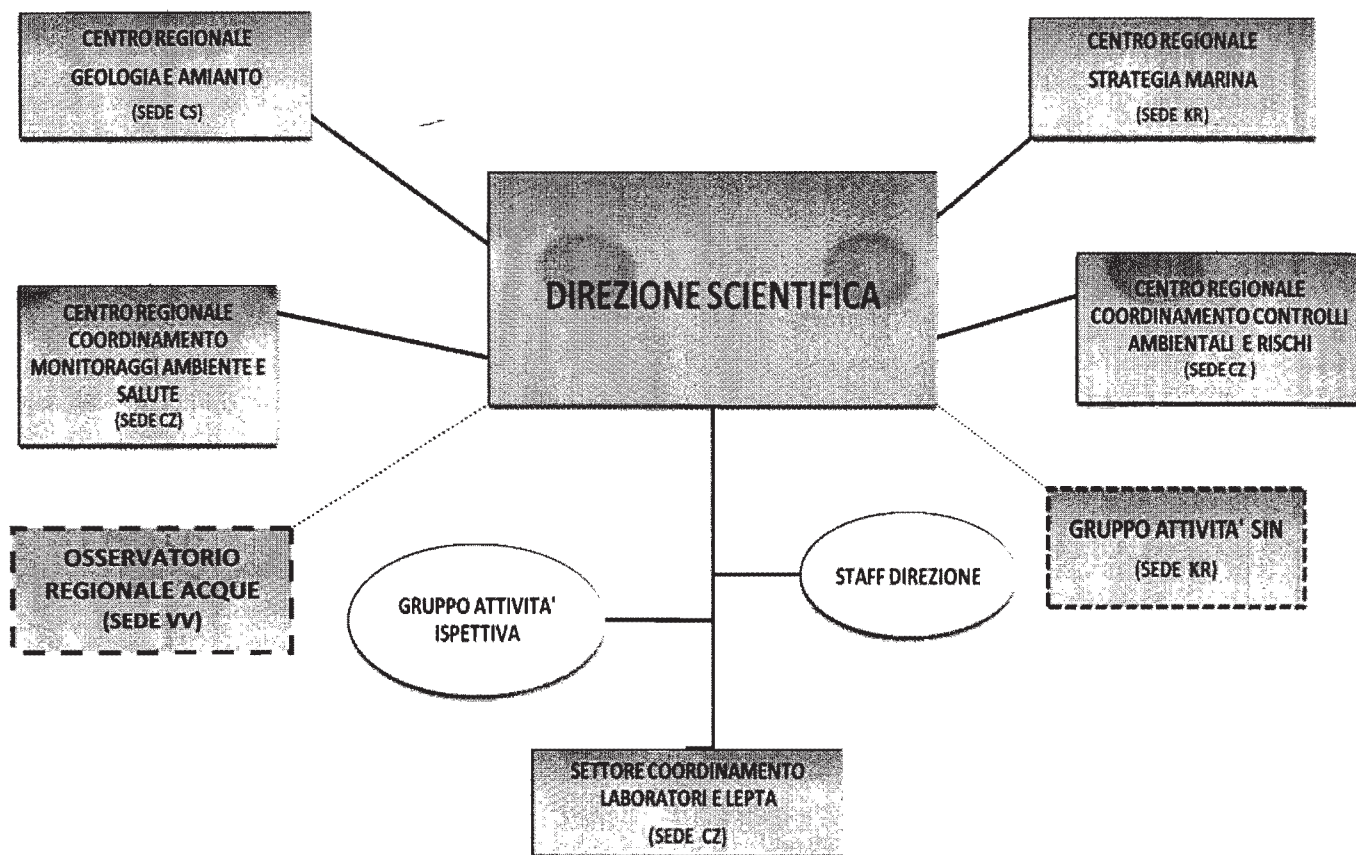 CENTRO REGIONALE
GEOLOGIA E AMIANTO
(SEDE CS)
CENTRO REGIONALE
STRATEGIA MARINA
(SEDE KR)
DIREZIONE SCIENTIFICA
CENTRO REGIONALE
COORDINAMENTO
MONITORAGGI AMBIENTE E
SALUTE
(SEDE CZ)
CENTRO REGIONALE
COORDINAMENTO CONTROLLI
AMBIENTALI E RISCHI
(SEDE CZ )
OSSERVATORIO
REGIONALE ACQUE
(SEDE VV)
GRUPPO ATTIVITA'
ISPETTIVA
STAFF DIREZIONE
GRUPPO ATTIVITA' SIN
(SEDE KR)
SETTORE COORDINAMENTO
LABORATORI E LEPTA
(SEDE CZ)